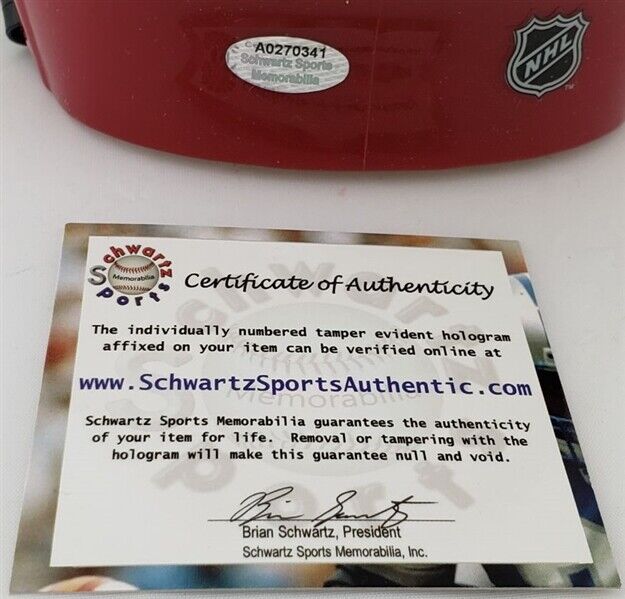 A0270341
Schwartz Sports
Memorabilia
NHL
TM
Schwartz
Memorabilia
Sports
Certificate of Authenticity
The individually numbered tamper evident hologram
affixed on your item can be verified online at
www.SchwartzSportsAuthentic.com
Schwartz Sports Memorabilia guarantees the authenticity
of your item for life. Removal or tampering with the
hologram will make this guarantee null and void.
Brian Schwartz, President
Schwartz Sports Memorabilia, Inc.